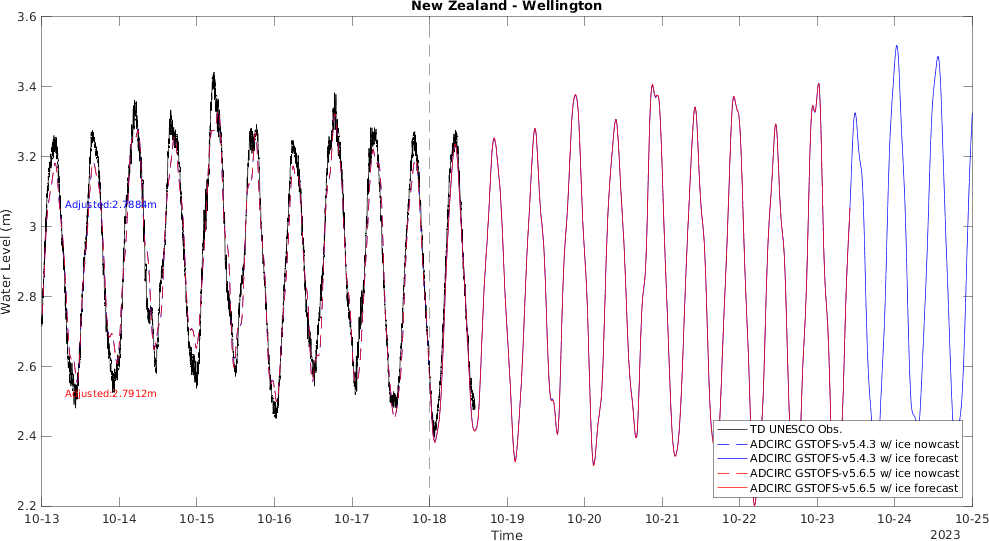 New Zealand - Wellington
3.6
3.4
3.2
3
2.8
2.6
2.4
2.2
Water Level (m)
Adjusted:2.7884m
Adjusted:2.7912m
TD UNESCO Obs.
ADCIRC GSTOFS-v5.4.3 w/ ice nowcast
ADCIRC GSTOFS-v5.4.3 w/ ice forecast
ADCIRC GSTOFS-v5.6.5 w/ ice nowcast
ADCIRC GSTOFS-v5.6.5 w/ ice forecast
10-13 10-14 10-15 10-16 10-17 10-18 10-19 10-20 10-21 10-22 10-23 10-24 10-25
Time
2023